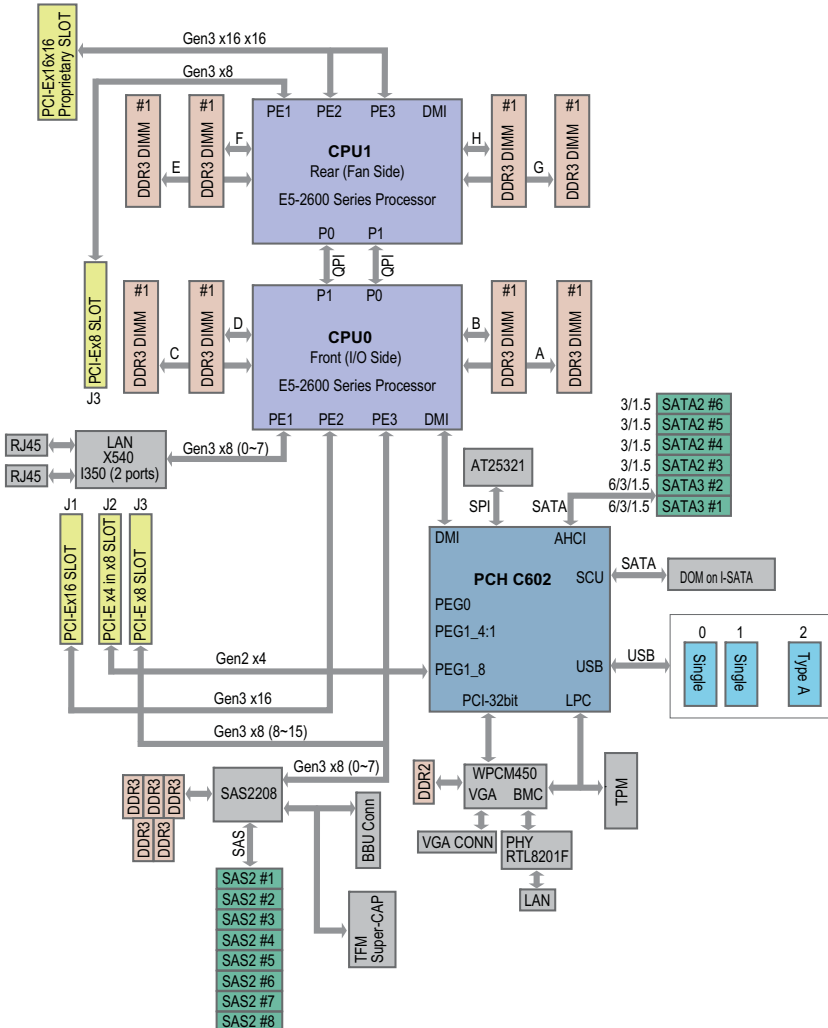 PCI-Ex16x16
Proprietary SLOT
Gen3 x16 x16
Gen3 x8
#1
DDR3 DIMM
#1
DDR3 DIMM
E
F
PE1
PE2
PE3
DMI
CPU1
Rear (Fan Side)
E5-2600 Series Processor
P0
P1
H
G
#1
DDR3 DIMM
#1
DDR3 DIMM
QPI
QPI
PCI-Ex8 SLOT
J3
#1
DDR3 DIMM
#1
DDR3 DIMM
C
D
P1
P0
CPU0
Front (I/O Side)
E5-2600 Series Processor
PE1
PE2
PE3
DMI
B
A
#1
DDR3 DIMM
#1
DDR3 DIMM
RJ45
RJ45
LAN
X540
I350 (2 ports)
Gen3 x8 (0~7)
AT25321
SPI
SATA
3/1.5 SATA2 #6
3/1.5 SATA2 #5
3/1.5 SATA2 #4
3/1.5 SATA2 #3
6/3/1.5 SATA3 #2
6/3/1.5 SATA3 #1
J1
J2
J3
PCI-Ex16 SLOT
PCI-E x4 in x8 SLOT
PCI-E x8 SLOT
DMI
AHCI
PCH C602
SCU
PEG0
PEG1_4:1
PEG1_8
USB
PCI-32bit
LPC
SATA
DOM on I-SATA
USB
0
1
2
Single
Single
Type A
Gen2 x4
Gen3 x16
Gen3 x8 (8~15)
Gen3 x8 (0~7)
DDR3
DDR3
DDR3
DDR3
DDR3
SAS2208
BBU Conn
TFM
Super-CAP
SAS
SAS2 #1
SAS2 #2
SAS2 #3
SAS2 #4
SAS2 #5
SAS2 #6
SAS2 #7
SAS2 #8
DDR2
WPCM450
VGA
BMC
TPM
VGA CONN
PHY
RTL8201F
LAN